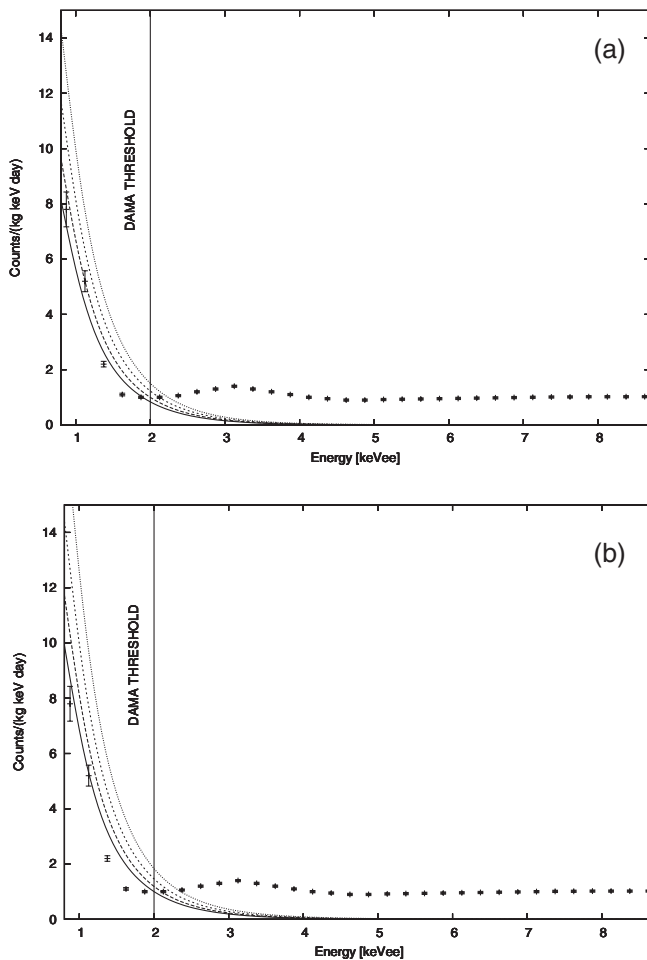 (a)
14
12
10
8
6
4
2
0
Counts/(kg keV day)
DAMA THRESHOLD
1 2 3 4 5 6 7 8
Energy [keVee]
(b)
14
12
10
8
6
4
2
0
Counts/(kg keV day)
DAMA THRESHOLD
1 2 3 4 5 6 7 8
Energy [keVee]